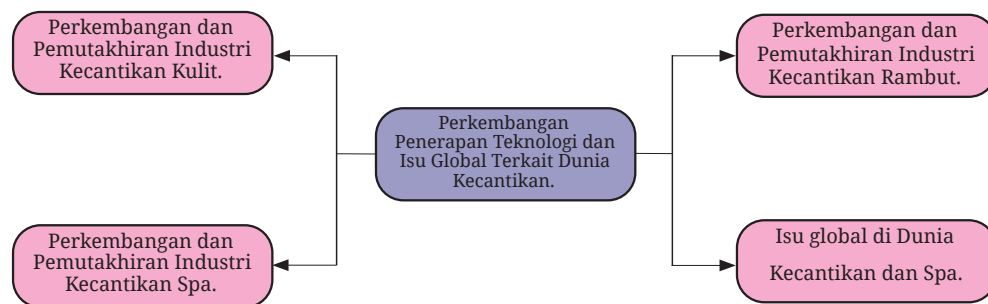 Perkembangan dan
Pemutakhiran Industri
Kecantikan Kulit.
Perkembangan dan
Pemutakhiran Industri
Kecantikan Rambut.
Perkembangan
Penerapan Teknologi dan
Isu Global Terkait Dunia
Kecantikan.
Perkembangan dan
Pemutakhiran Industri
Kecantikan Spa.
Isu global di Dunia
Kecantikan dan Spa.